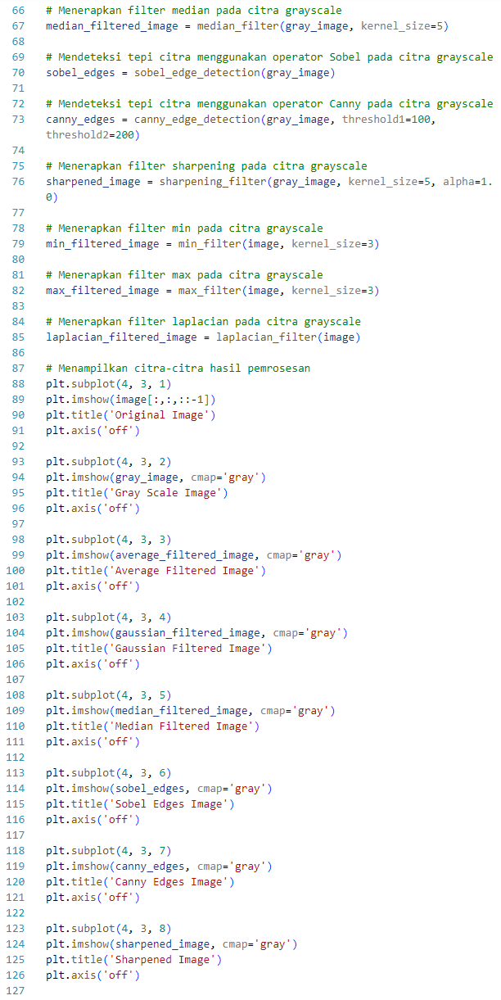 66 # Menerapkan filter median pada citra grayscale
67 median_filtered_image = median_filter(gray_image, kernel_size=5)
68
69 # Mendeteksi tepi citra menggunakan operator Sobel pada citra grayscale
70 sobel_edges = sobel_edge_detection(gray_image)
71
72 # Mendeteksi tepi citra menggunakan operator Canny pada citra grayscale
73 canny_edges = canny_edge_detection(gray_image, threshold1=100,
threshold2=200)
74
75 # Menerapkan filter sharpening pada citra grayscale
76 sharpened_image = sharpening_filter(gray_image, kernel_size=5, alpha=1.
0)
77
78 # Menerapkan filter min pada citra grayscale
79 min_filtered_image = min_filter(image, kernel_size=3)
80
81 # Menerapkan filter max pada citra grayscale
82 max_filtered_image = max_filter(image, kernel_size=3)
83
84 # Menerapkan filter laplacian pada citra grayscale
85 laplacian_filtered_image = laplacian_filter(image)
86
87 # Menampilkan citra-citra hasil pemrosesan
88 plt.subplot(4, 3, 1)
89 plt.imshow(image[:,:,::-1])
90 plt.title('Original Image')
91 plt.axis('off')
92
93 plt.subplot(4, 3, 2)
94 plt.imshow(gray_image, cmap='gray')
95 plt.title('Gray Scale Image')
96 plt.axis('off')
97
98 plt.subplot(4, 3, 3)
99 plt.imshow(average_filtered_image, cmap='gray')
100 plt.title('Average Filtered Image')
101 plt.axis('off')
102
103 plt.subplot(4, 3, 4)
104 plt.imshow(gaussian_filtered_image, cmap='gray')
105 plt.title('Gaussian Filtered Image')
106 plt.axis('off')
107
108 plt.subplot(4, 3, 5)
109 plt.imshow(median_filtered_image, cmap='gray')
110 plt.title('Median Filtered Image')
111 plt.axis('off')
112
113 plt.subplot(4, 3, 6)
114 plt.imshow(sobel_edges, cmap='gray')
115 plt.title('Sobel Edges Image')
116 plt.axis('off')
117
118 plt.subplot(4, 3, 7)
119 plt.imshow(canny_edges, cmap='gray')
120 plt.title('Canny Edges Image')
121 plt.axis('off')
122
123 plt.subplot(4, 3, 8)
124 plt.imshow(sharpened_image, cmap='gray')
125 plt.title('Sharpened Image')
126 plt.axis('off')
127